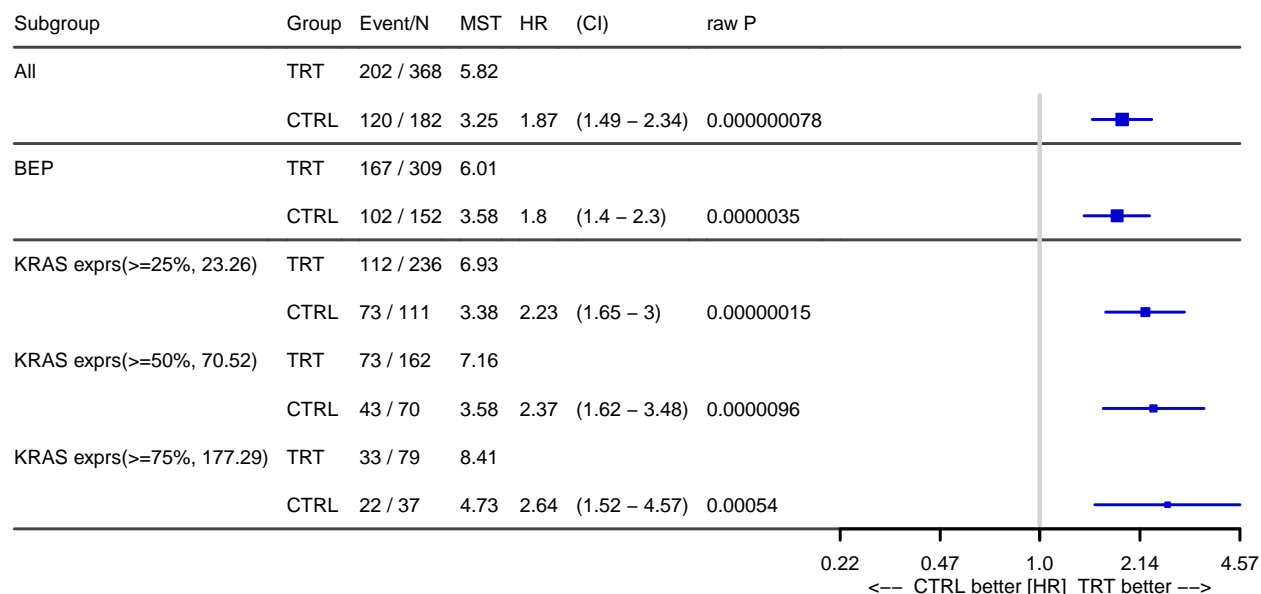 Subgroup Group Event/N MST HR (CI) raw P
All TRT 202 / 368 5.82
CTRL 120 / 182 3.25 1.87 (1.49 − 2.34) 0.000000078
BEP TRT 167 / 309 6.01
CTRL 102 / 152 3.58 1.8 (1.4 − 2.3) 0.0000035
KRAS exprs(>=25%, 23.26) TRT 112 / 236 6.93
CTRL 73 / 111 3.38 2.23 (1.65 − 3) 0.00000015
KRAS exprs(>=50%, 70.52) TRT 73 / 162 7.16
CTRL 43 / 70 3.58 2.37 (1.62 − 3.48) 0.0000096
KRAS exprs(>=75%, 177.29) TRT 33 / 79 8.41
CTRL 22 / 37 4.73 2.64 (1.52 − 4.57) 0.00054
0.22 0.47 1.0 2.14 4.57
<−− CTRL better [HR] TRT better −−>